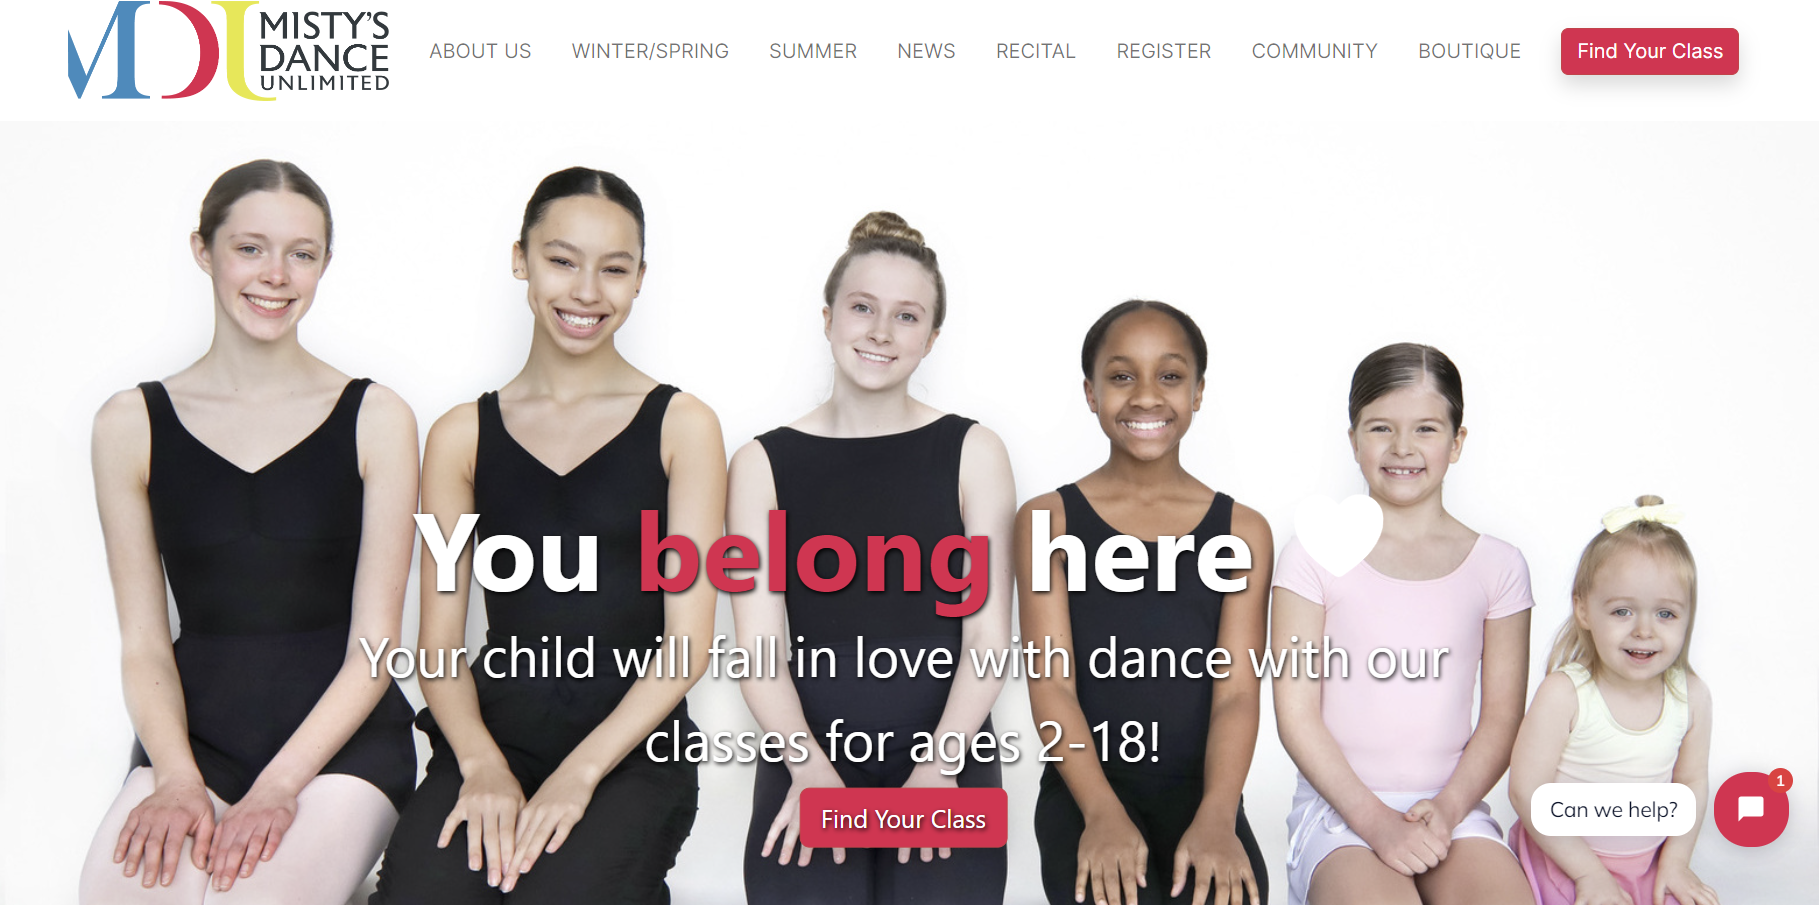 MDU
MISTY'S
DANCE
UNLIMITED
ABOUT US
WINTER/SPRING
SUMMER
NEWS
RECITAL
REGISTER
COMMUNITY
BOUTIQUE
Find Your Class
You belong here
Your child will fall in love with dance with our
classes for ages 2-18!
Find Your Class
Can we help?
1